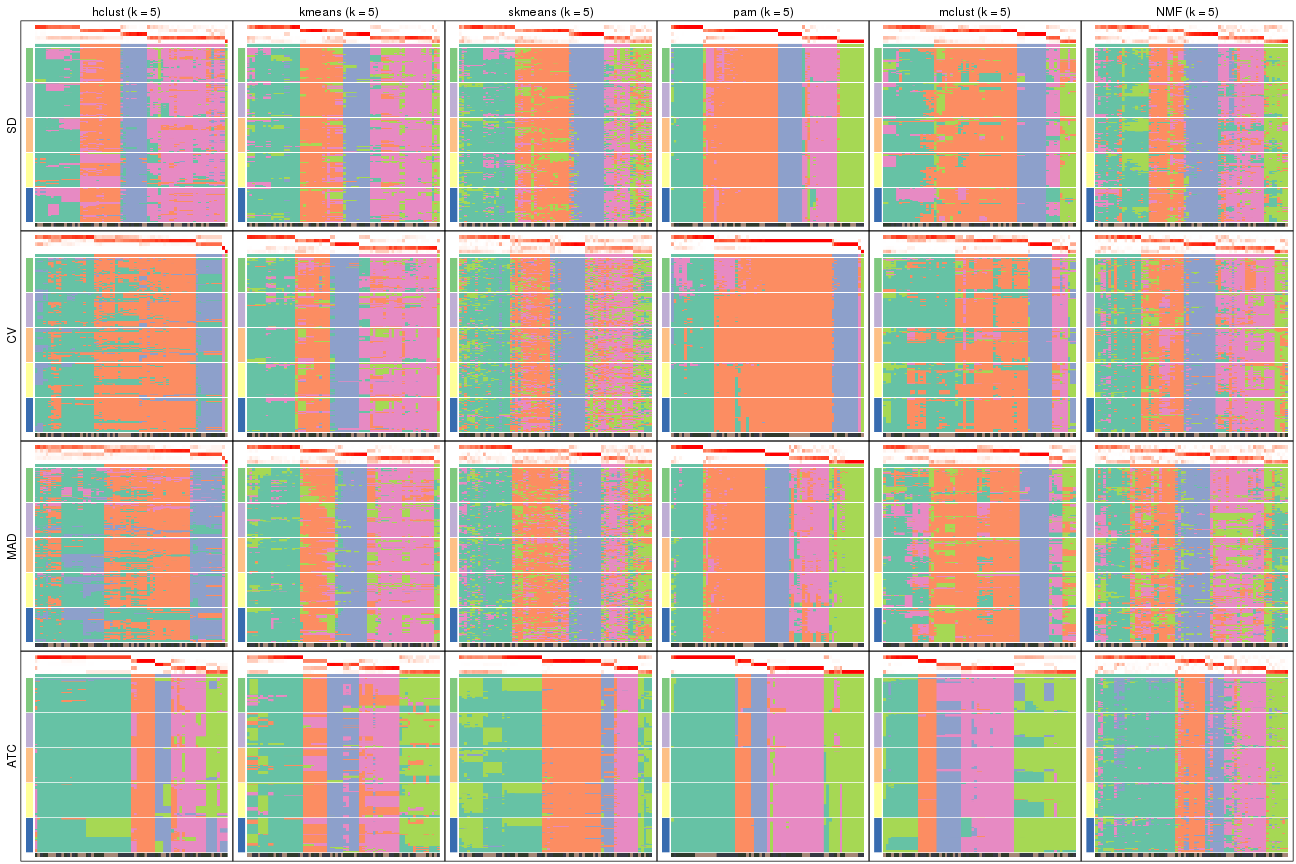 hclust (k = 5) kmeans (k = 5) skmeans (k = 5) pam (k = 5) mclust (k = 5) NMF (k = 5)
SD
CV
MAD
ATC